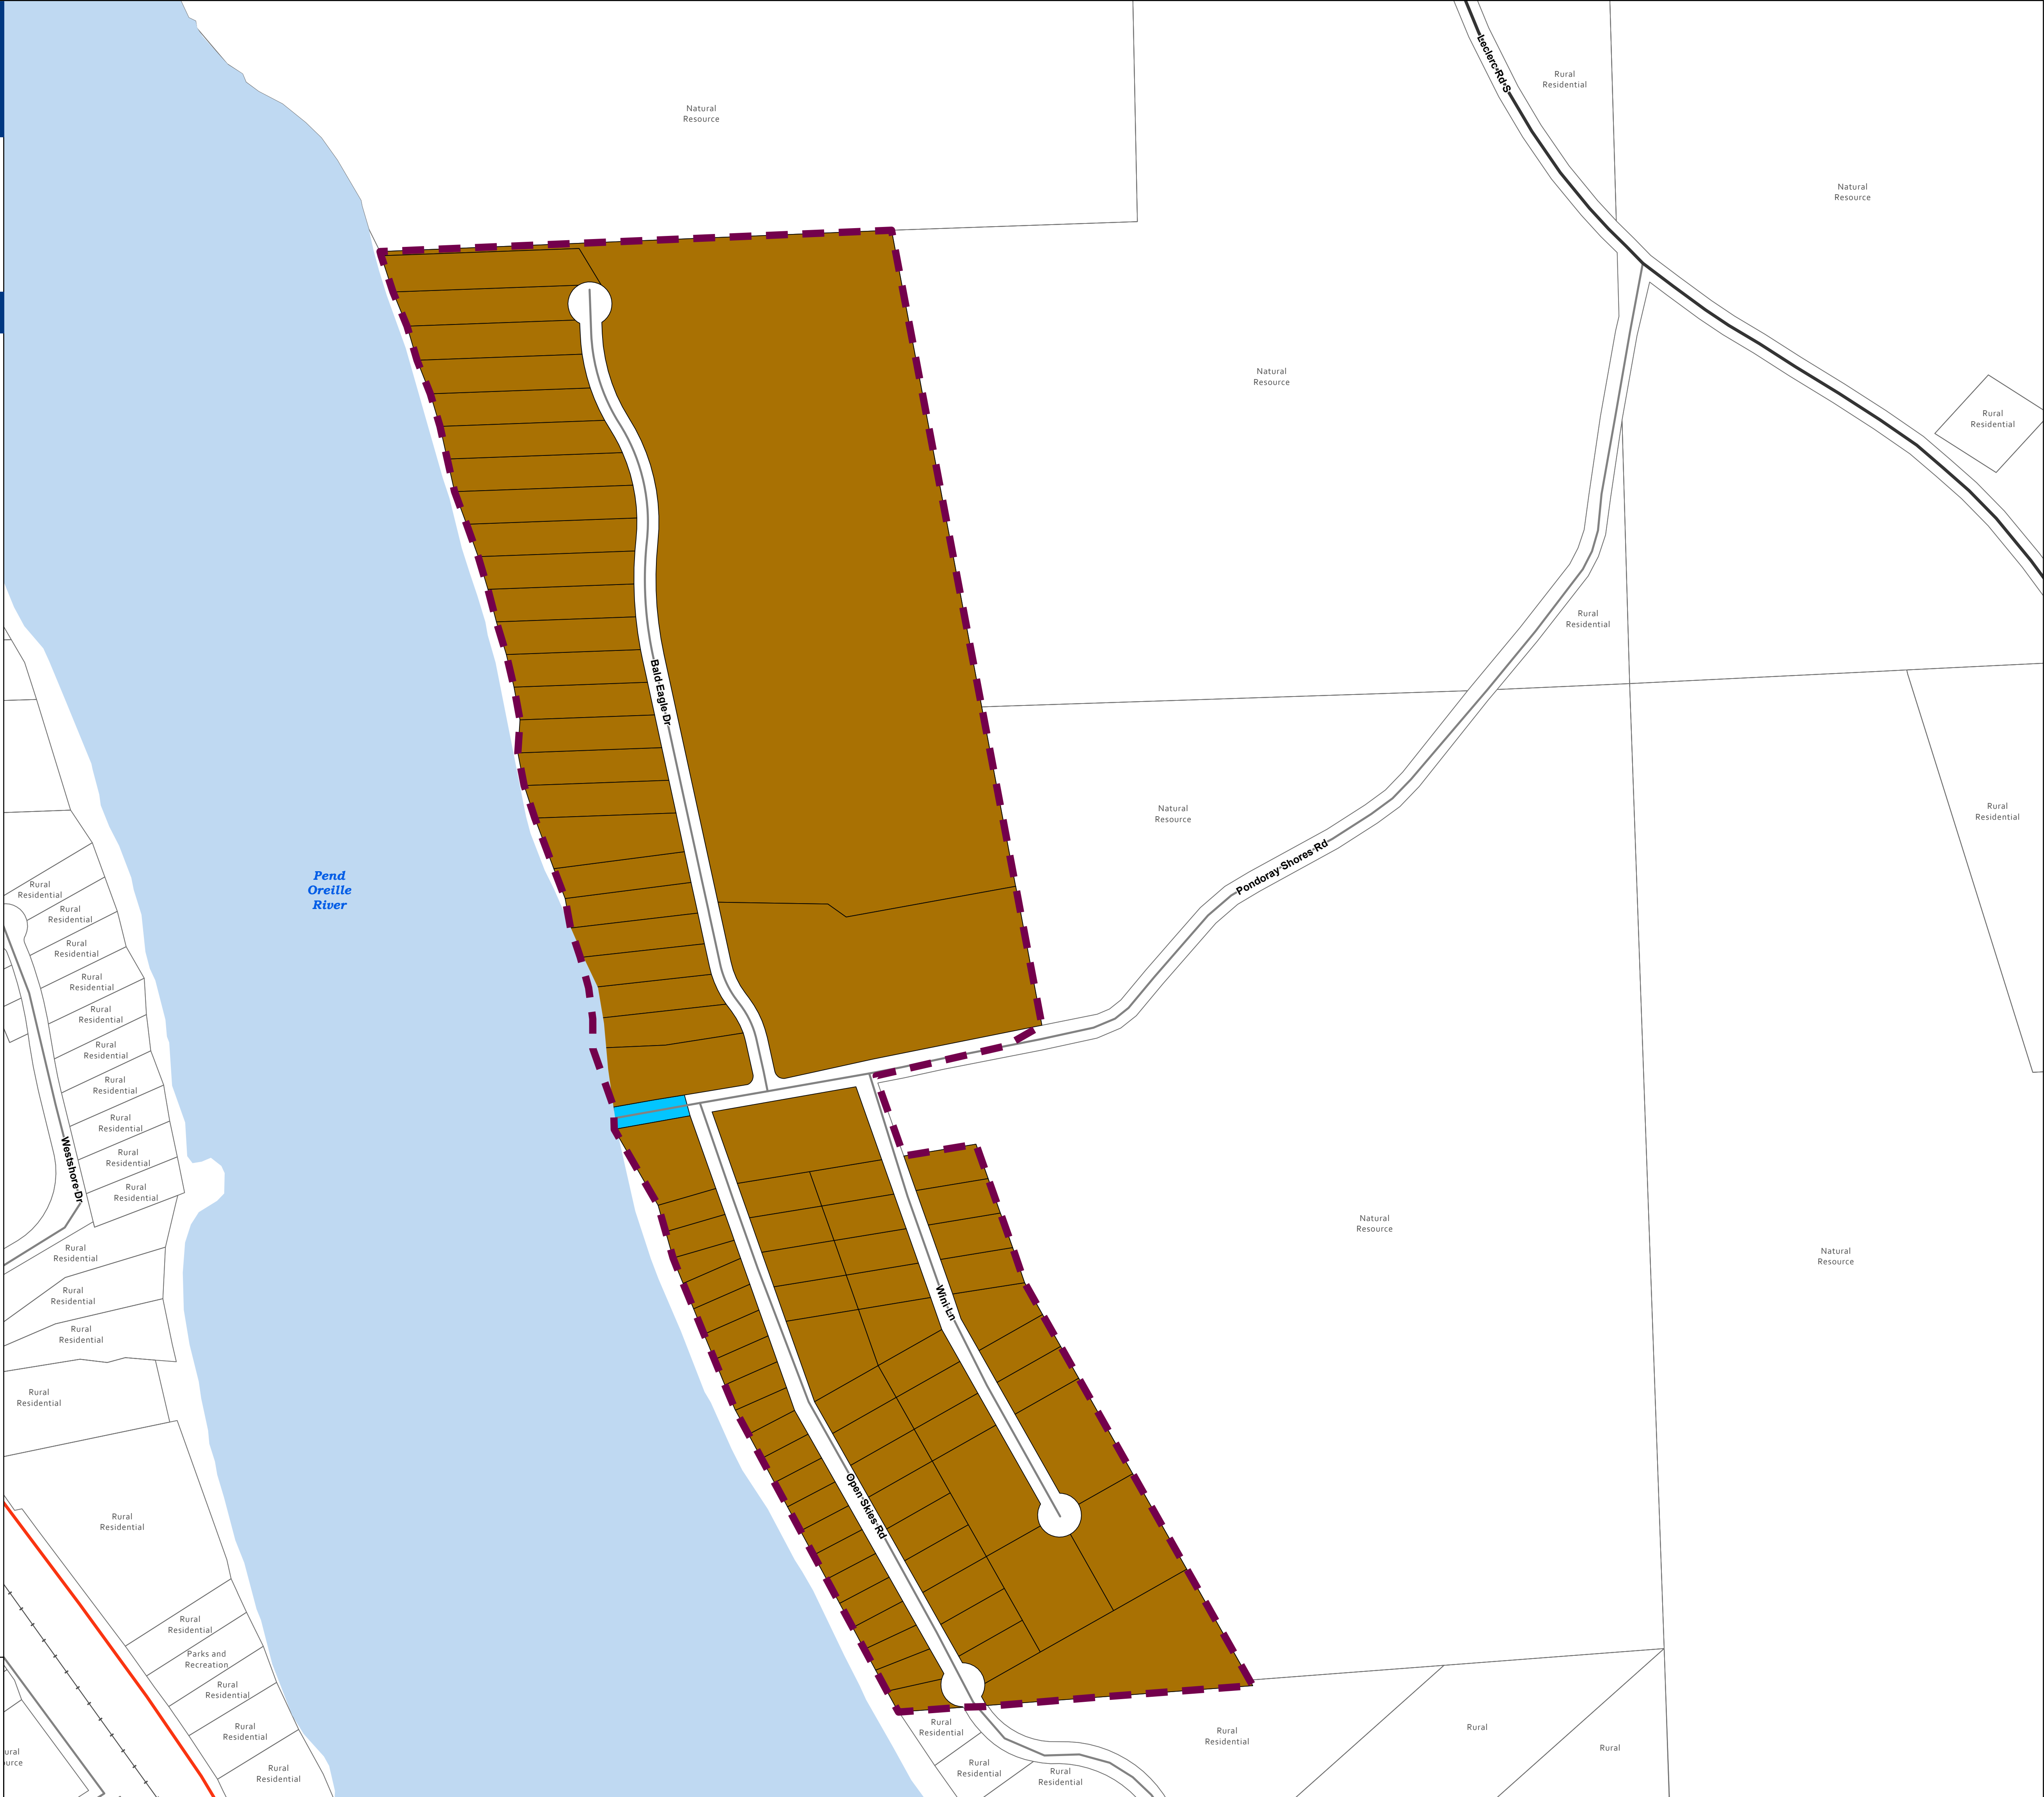 Leclerc Rd S
Rural
Residential
Natural
Resource
Natural
Resource
Natural
Resource
Rural
Residential
Rural
Residential
Bald Eagle Dr
Natural
Resource
Rural
Residential
Pondoray Shores Rd
Pend
Oreille
River
Rural
Residential
Rural
Residential
Rural
Residential
Rural
Residential
Rural
Residential
Rural
Residential
Rural
Residential
Rural
Residential
Rural
Residential
Rural
Residential
Westshore Dr
Natural
Resource
Natural
Resource
Rural
Residential
Rural
Residential
Rural
Residential
Wini Ln
Rural
Residential
Open Skies Rd
Rural
Residential
Rural
Residential
Parks and
Recreation
Rural
Residential
Rural
Residential
Rural
Residential
Rural
Residential
Rural
Residential
Rural
Residential
Rural
Residential
Rural
Rural
ural
urce